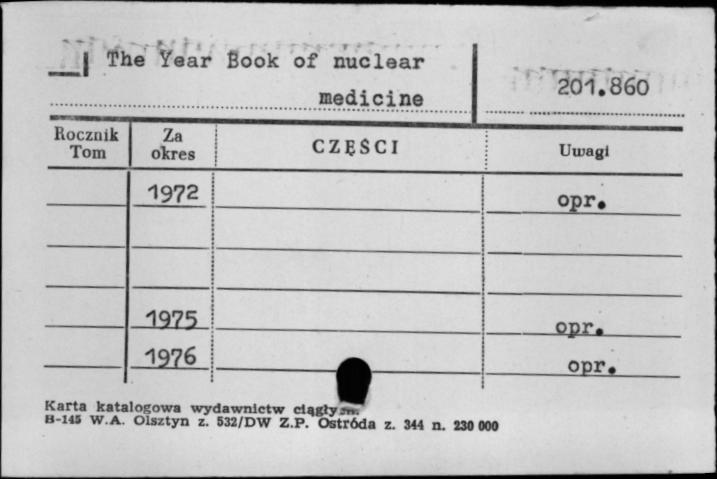 The Year Book of nuclear
medicine
201.860
Rocznik
Tom
Za
okres
CZĘŚCI
Uwagi
1972 opr.
1975 opr.
1976 opr.
Karta katalogowa wydawnictw ciągłych.
B-145 W.A. Olsztyn z. 532/DW Z.P. Ostróda z. 344 n. 230 000